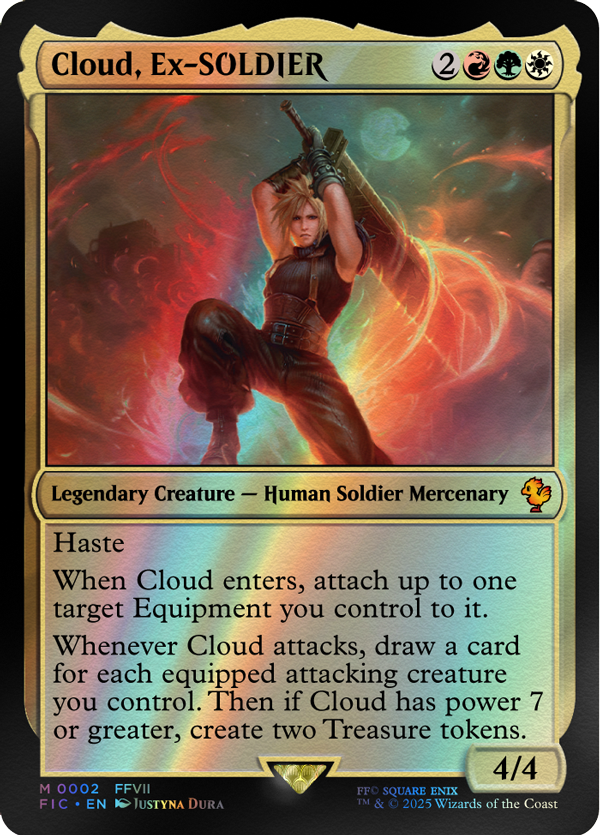 Cloud, Ex-SOLDIER 2
Legendary Creature — Human Soldier Mercenary
Haste
When Cloud enters, attach up to one
target Equipment you control to it.
Whenever Cloud attacks, draw a card
for each equipped attacking creature
you control. Then if Cloud has power 7
or greater, create two Treasure tokens.
4/4
M 0002 FFVII
FIC • EN Justyna Dura
FF© SQUARE ENIX
™ & © 2025 Wizards of the Coast